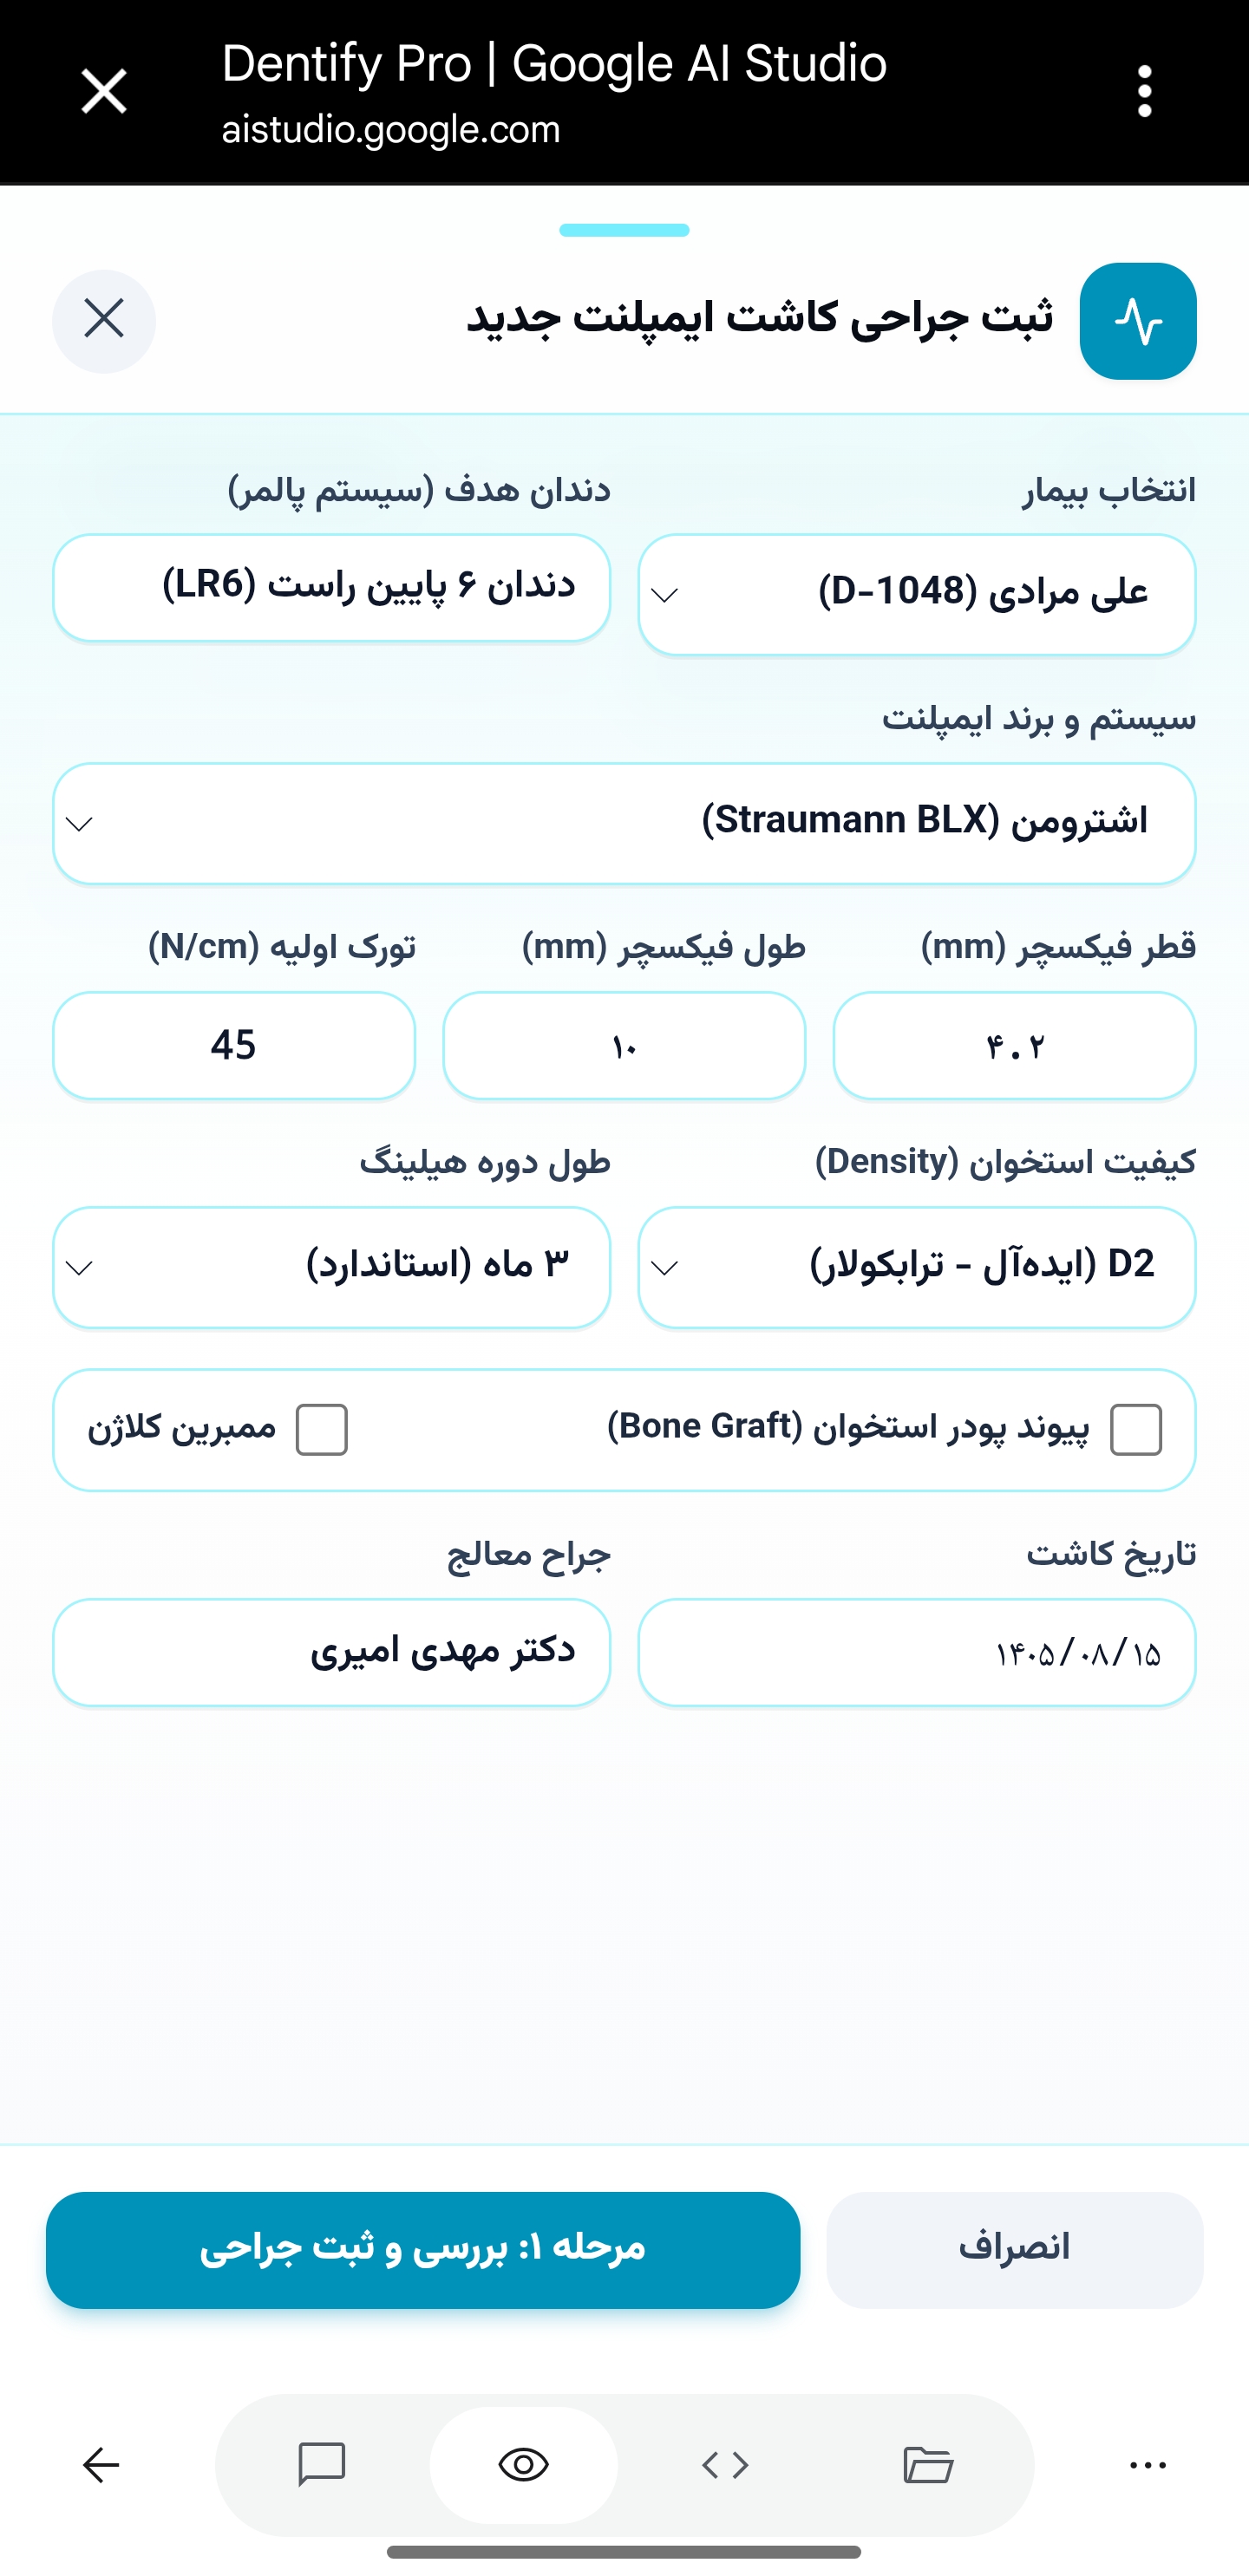 Dentify Pro | Google AI Studio
aistudio.google.com
ثبت جراحی کاشت ایمپلنت جدید
انتخاب بیمار
دندان هدف (سیستم پالمر)
علی مرادی (D-1048)
دندان ۶ پایین راست (LR6)
سیستم و برند ایمپلنت
اشترومن (Straumann BLX)
قطر فیکسچر (mm)
طول فیکسچر (mm)
تورک اولیه (N/cm)
۴.۲
۱۰
45
کیفیت استخوان (Density)
طول دوره هیلینگ
D2 (ایده‌آل - ترابکولار)
۳ ماه (استاندارد)
پیوند پودر استخوان (Bone Graft)
ممبرین کلاژن
تاریخ کاشت
جراح معالج
۱۴۰۵/۰۸/۱۵
دکتر مهدی امیری
انصراف
مرحله ۱: بررسی و ثبت جراحی